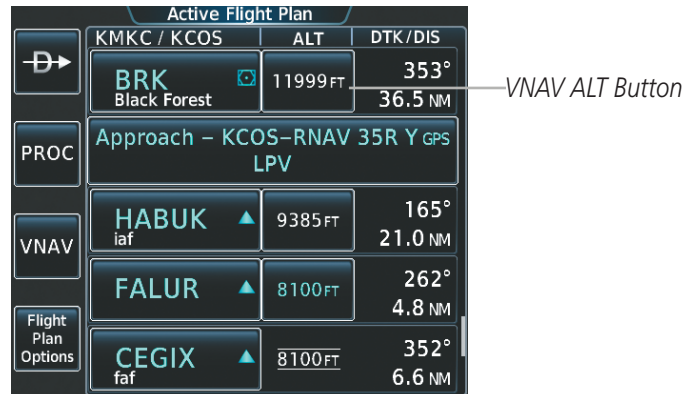 Active Flight Plan
KMKC / KCOS ALT DTK/DIS
D
BRK
Black Forest
11999FT
353°
36.5 NM
VNAV ALT Button
PROC
Approach – KCOS–RNAV 35R Y GPS
LPV
VNAV
HABUK
iaf
9385FT
165°
21.0 NM
FALUR
8100FT
262°
4.8 NM
Flight
Plan
Options
CEGIX
faf
8100FT
352°
6.6 NM